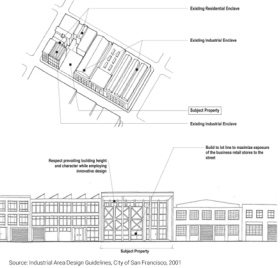 Existing Residential Enclave
Existing Industrial Enclave
Subject Property
Existing Industrial Enclave
Build to lot line to maximize exposure
of the business retail stores to the
street
Respect prevailing building height
and character while employing
innovative design
Subject Property
Source: Industrial Area Design Guidelines, City of San Francisco, 2001